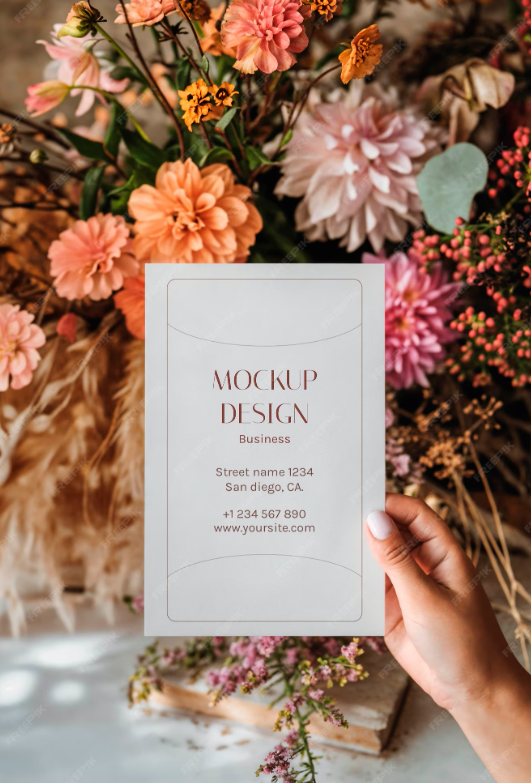 MOCKUP
DESIGN
Business
Street name 1234
San diego, CA.
+1 234 567 890
www.yoursite.com